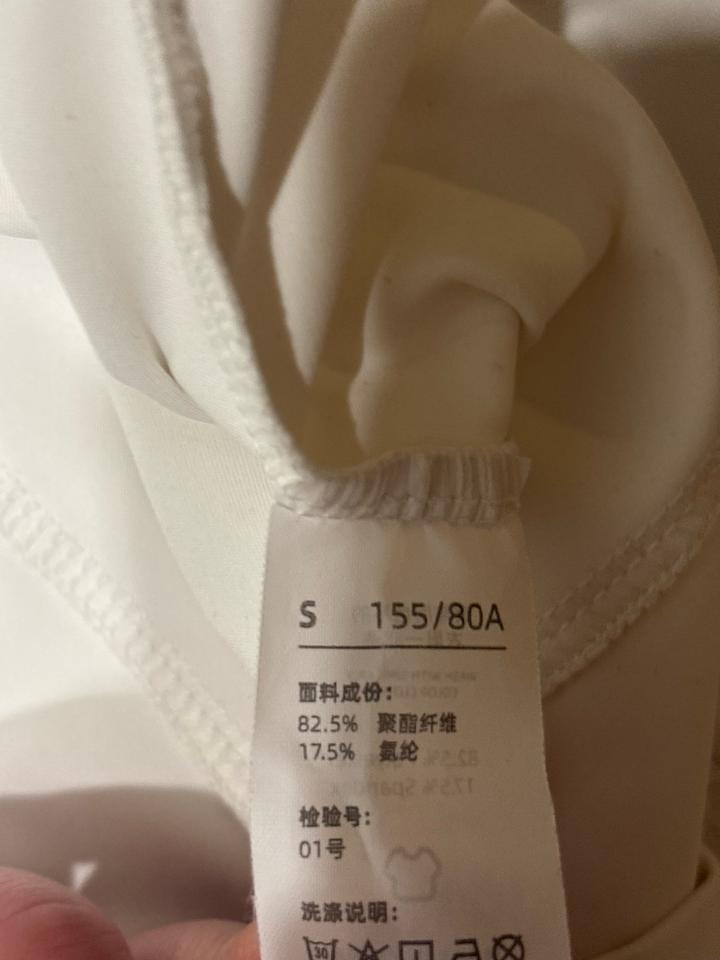 S 155/80A
面料成份：
82.5% 聚酯纤维
17.5% 氨纶
检验号：
01号
洗涤说明：
30